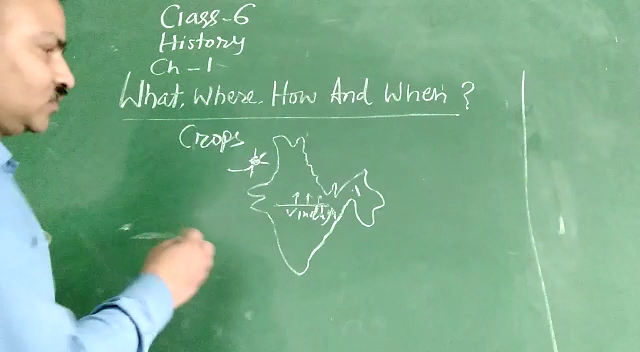 Class-6
History
Ch-1
What, Where, How And When ?
Crops
Vindhya